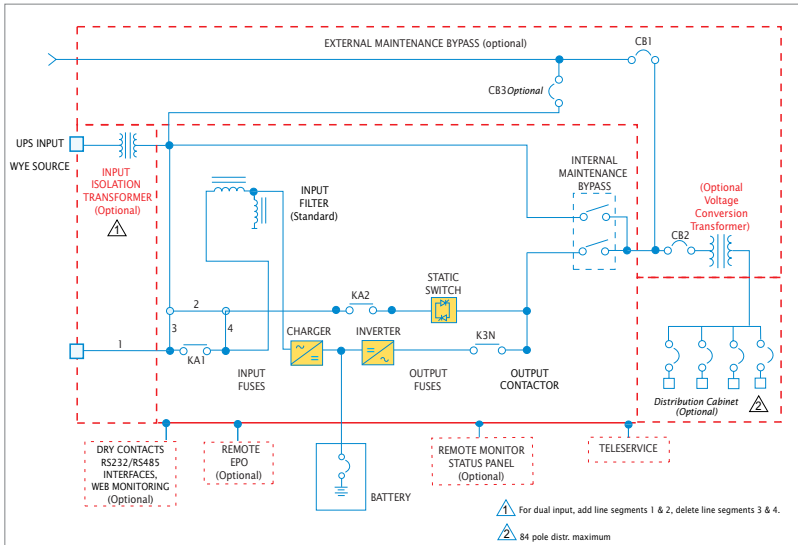 EXTERNAL MAINTENANCE BYPASS (optional)
CB1
CB3Optional
UPS INPUT
WYE SOURCE
INPUT
ISOLATION
TRANSFORMER
(Optional)
1
INPUT
FILTER
(Standard)
INTERNAL
MAINTENANCE
BYPASS
(Optional
Voltage
Conversion
Transformer)
CB2
STATIC
SWITCH
KA2
2
3
4
1
KA1
CHARGER
INVERTER
K3N
INPUT
FUSES
OUTPUT
FUSES
OUTPUT
CONTACTOR
Distribution Cabinet
(Optional)
2
DRY CONTACTS
RS232/RS485
INTERFACES,
WEB MONITORING
(Optional)
REMOTE
EPO
(Optional)
BATTERY
REMOTE MONITOR
STATUS PANEL
(Optional)
TELESERVICE
1 For dual input, add line segments 1 & 2, delete line segments 3 & 4.
2 84 pole distr. maximum